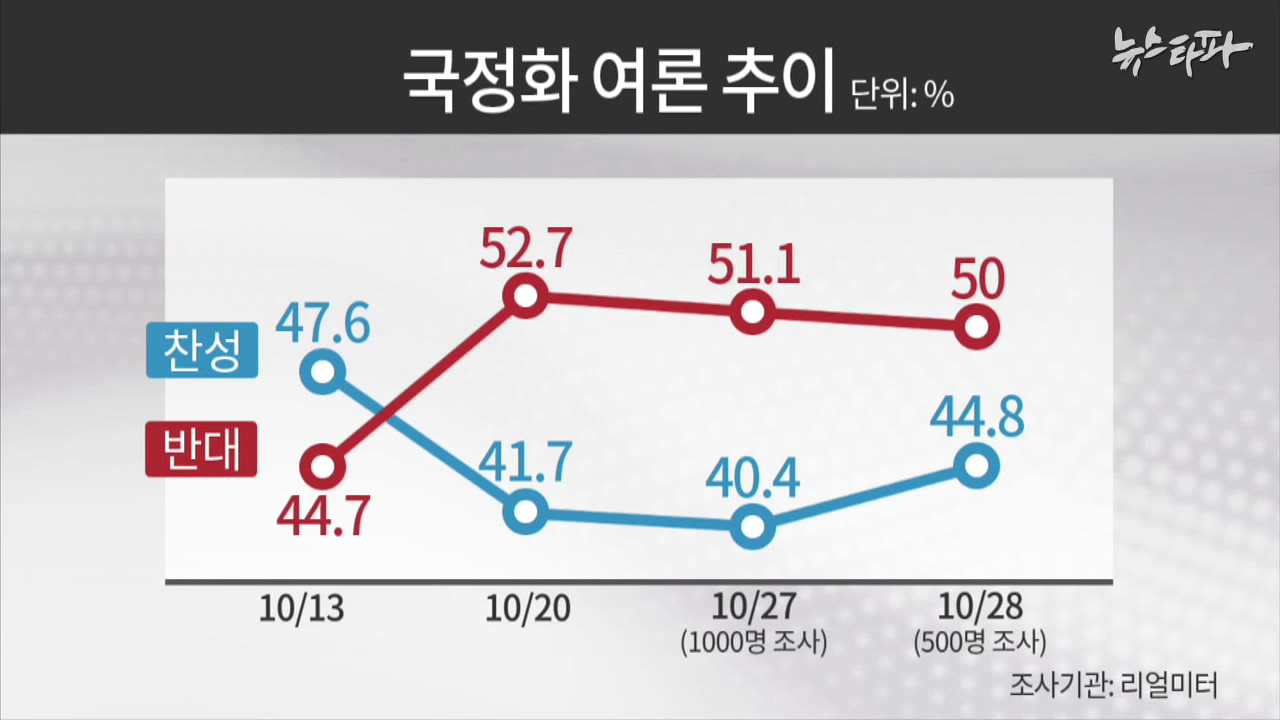 뉴스타파
국정화 여론 추이 단위: %
52.7
51.1
50
47.6
찬성
44.8
41.7
40.4
반대
44.7
10/13 10/20 10/27 10/28
(1000명 조사) (500명 조사)
조사기관: 리얼미터